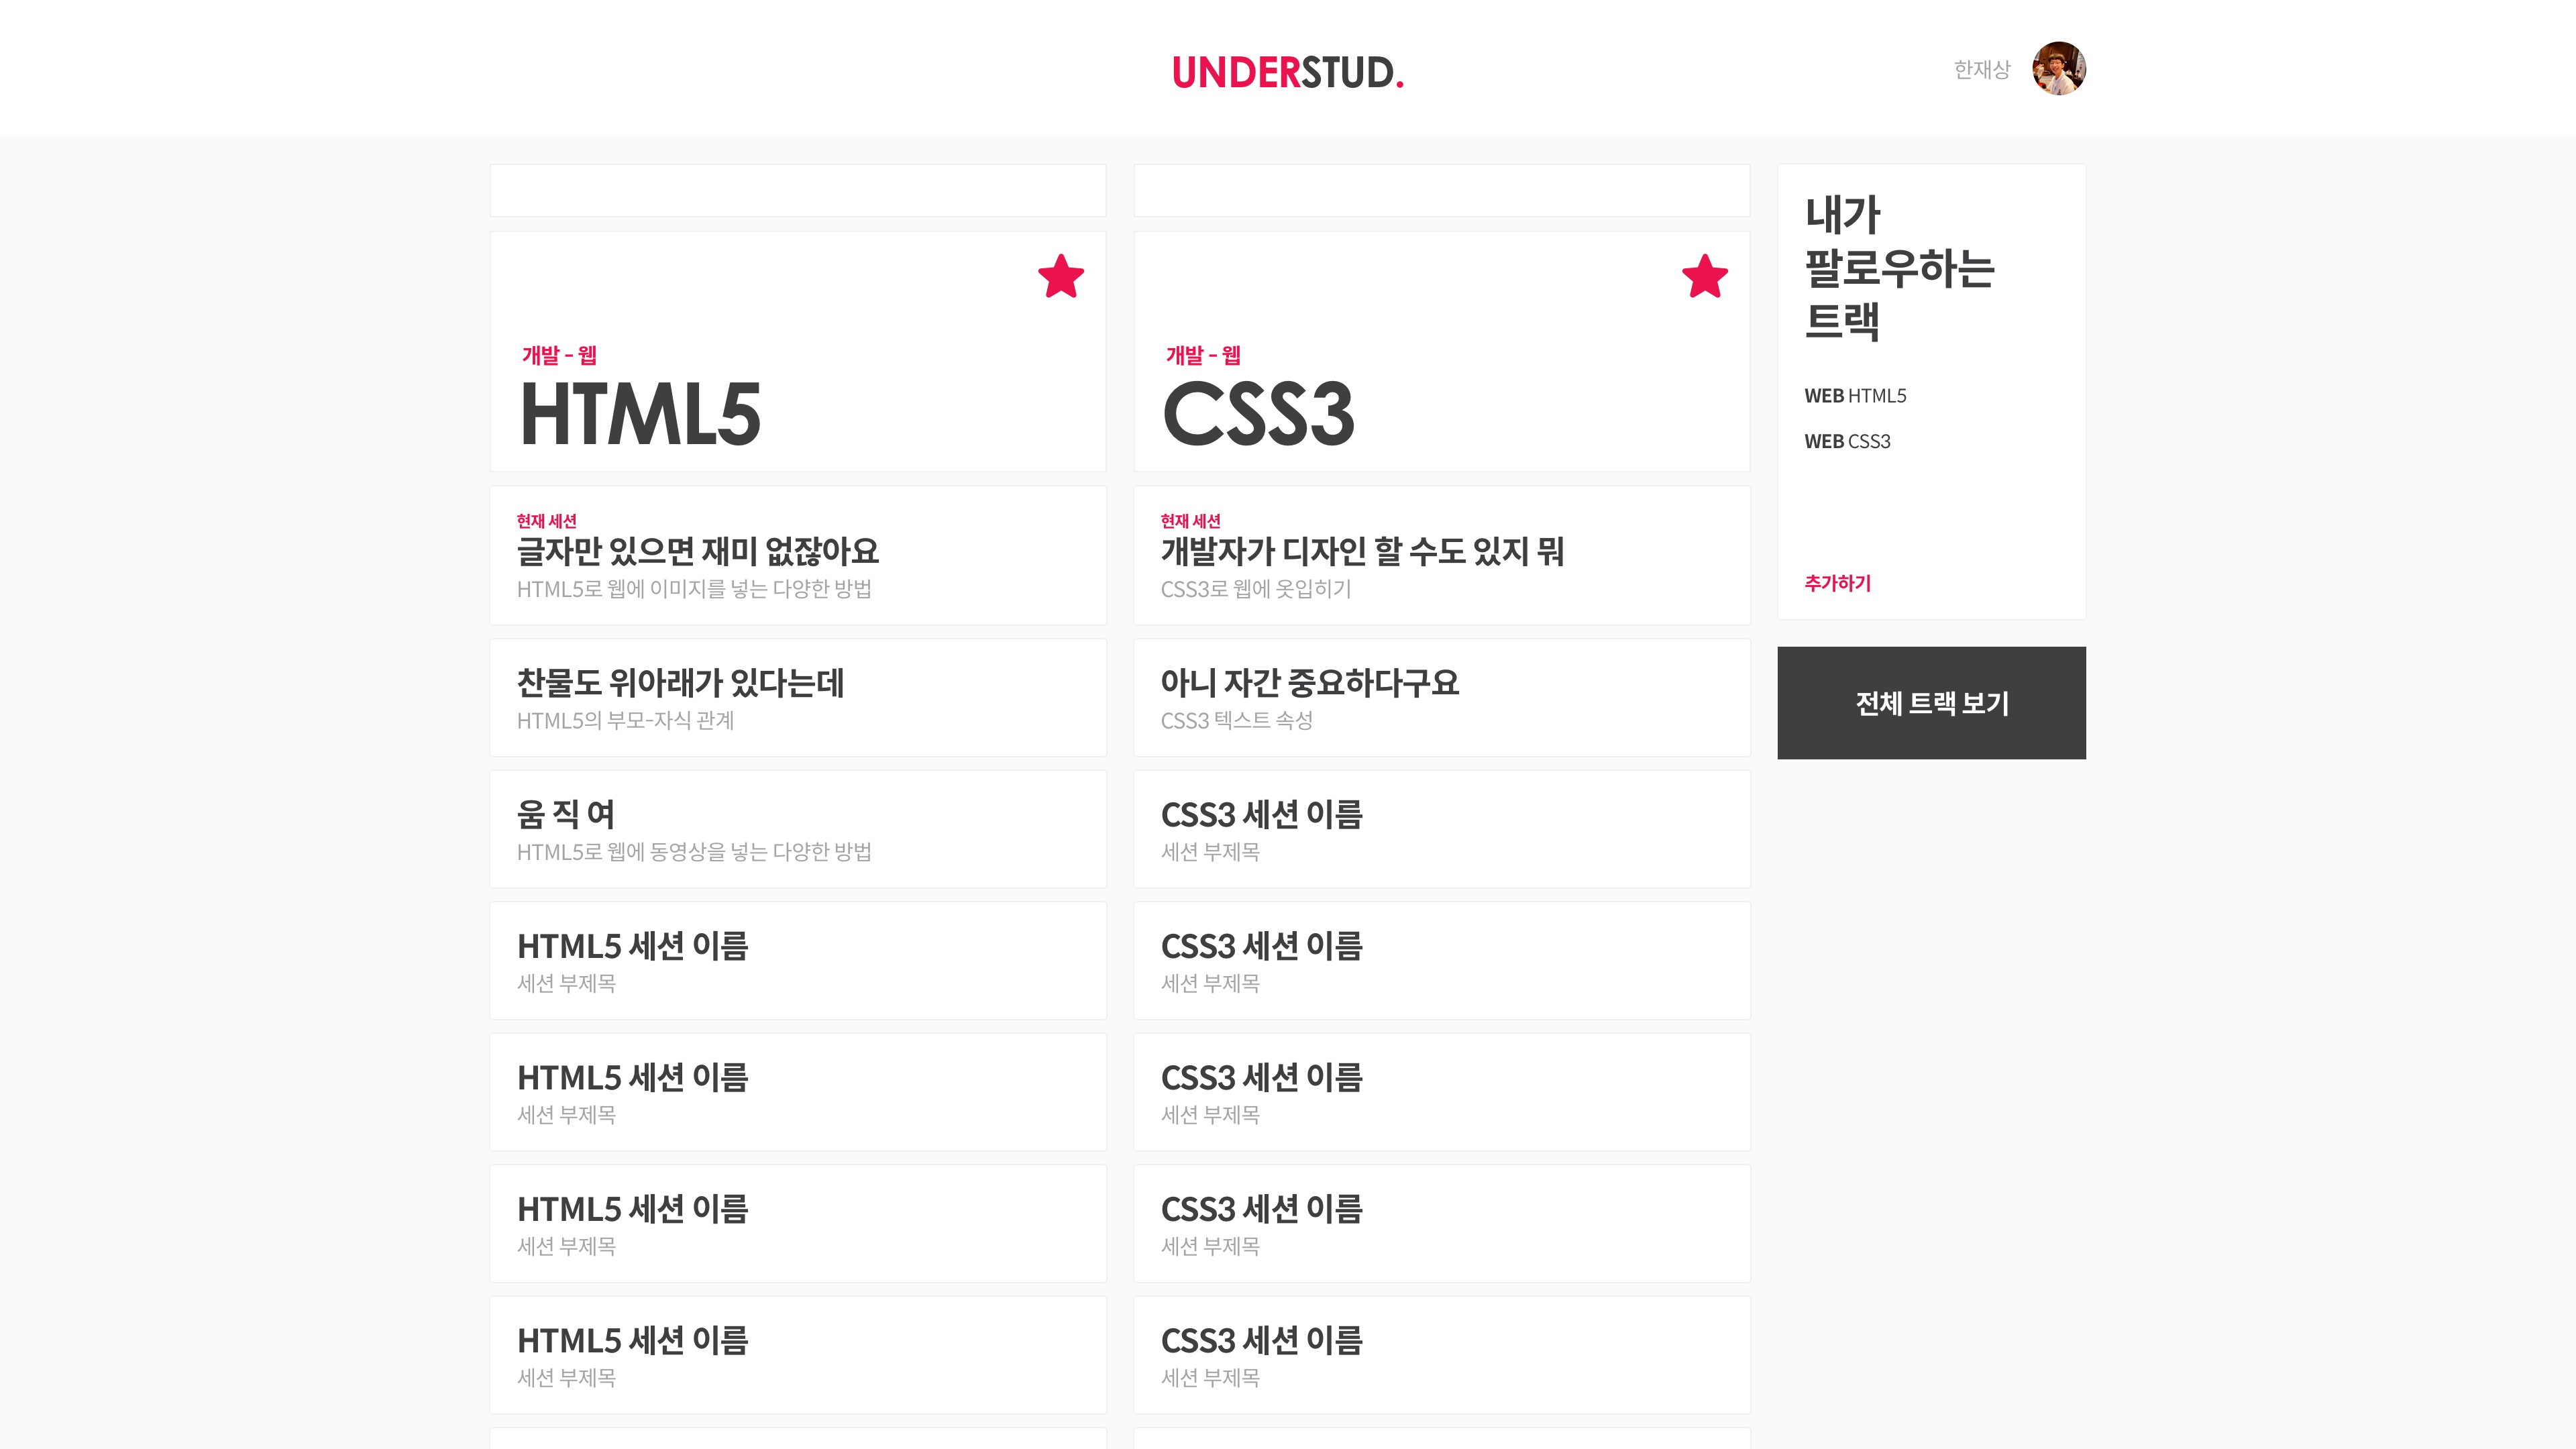 UNDERSTUD.
한재상
개발 - 웹
HTML5
현재 세션
글자만 있으면 재미 없잖아요
HTML5로 웹에 이미지를 넣는 다양한 방법
찬물도 위아래가 있다는데
HTML5의 부모-자식 관계
움 직 여
HTML5로 웹에 동영상을 넣는 다양한 방법
HTML5 세션 이름
세션 부제목
HTML5 세션 이름
세션 부제목
HTML5 세션 이름
세션 부제목
HTML5 세션 이름
세션 부제목
개발 - 웹
CSS3
현재 세션
개발자가 디자인 할 수도 있지 뭐
CSS3로 웹에 옷입히기
아니 자간 중요하다구요
CSS3 텍스트 속성
CSS3 세션 이름
세션 부제목
CSS3 세션 이름
세션 부제목
CSS3 세션 이름
세션 부제목
CSS3 세션 이름
세션 부제목
CSS3 세션 이름
세션 부제목
내가
팔로우하는
트랙
WEB HTML5
WEB CSS3
추가하기
전체 트랙 보기